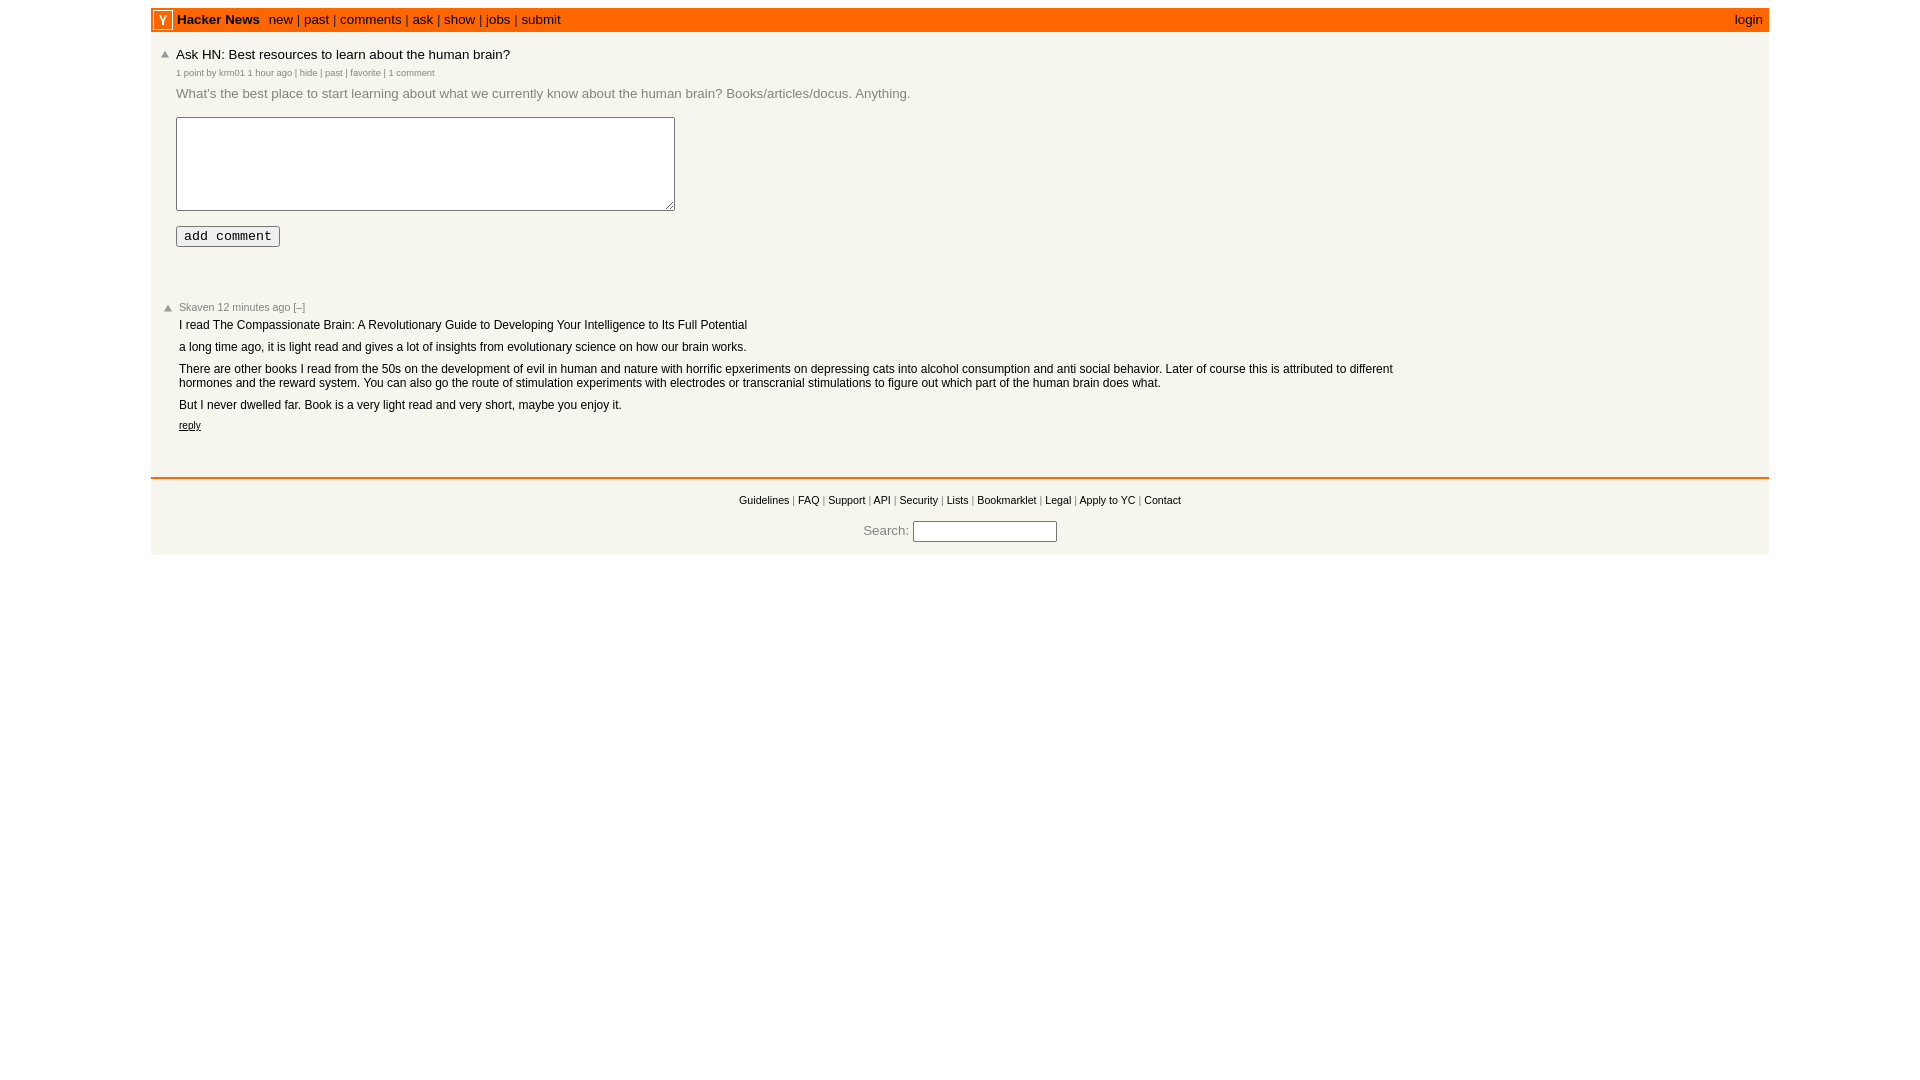 Y Hacker News new | past | comments | ask | show | jobs | submit login
Ask HN: Best resources to learn about the human brain?
1 point by krm01 1 hour ago | hide | past | favorite | 1 comment
What's the best place to start learning about what we currently know about the human brain? Books/articles/docus. Anything.
add comment
Skaven 12 minutes ago [–]
I read The Compassionate Brain: A Revolutionary Guide to Developing Your Intelligence to Its Full Potential
a long time ago, it is light read and gives a lot of insights from evolutionary science on how our brain works.
There are other books I read from the 50s on the development of evil in human and nature with horrific epxeriments on depressing cats into alcohol consumption and anti social behavior. Later of course this is attributed to different
hormones and the reward system. You can also go the route of stimulation experiments with electrodes or transcranial stimulations to figure out which part of the human brain does what.
But I never dwelled far. Book is a very light read and very short, maybe you enjoy it.
reply
Guidelines | FAQ | Support | API | Security | Lists | Bookmarklet | Legal | Apply to YC | Contact
Search: